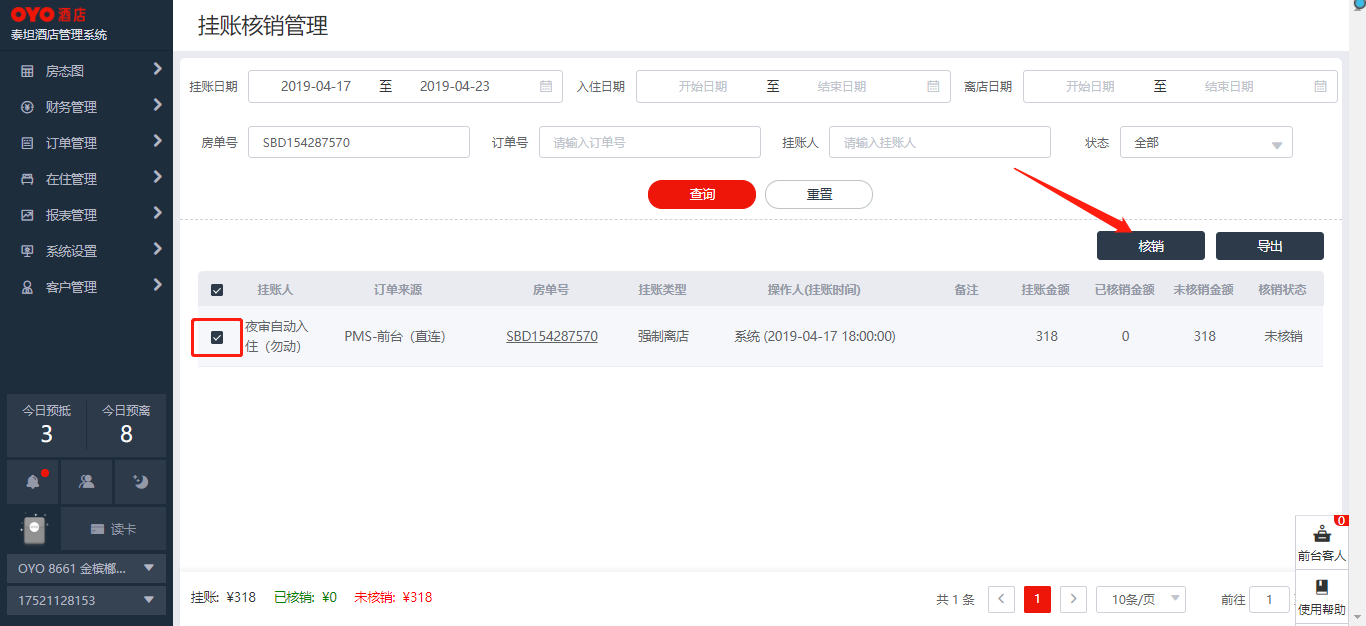 OYO 酒店
泰坦酒店管理系统
房态图
财务管理
订单管理
在住管理
报表管理
系统设置
客户管理
今日预抵 今日预离
3 8
读卡
OYO 8661 金槟榔...
17521128153
挂账核销管理
挂账日期 2019-04-17 至 2019-04-23 入住日期 开始日期 至 结束日期 离店日期 开始日期 至 结束日期
房单号 SBD154287570 订单号 请输入订单号 挂账人 请输入挂账人 状态 全部
查询 重置
核销 导出
挂账人 订单来源 房单号 挂账类型 操作人(挂账时间) 备注 挂账金额 已核销金额 未核销金额 核销状态
夜审自动入
住（勿动） PMS-前台（直连） SBD154287570 强制离店 系统 (2019-04-17 18:00:00) 318 0 318 未核销
挂账: ¥318 已核销: ¥0 未核销: ¥318
共 1 条 1 10条/页 前往 1
0
前台客人
使用帮助